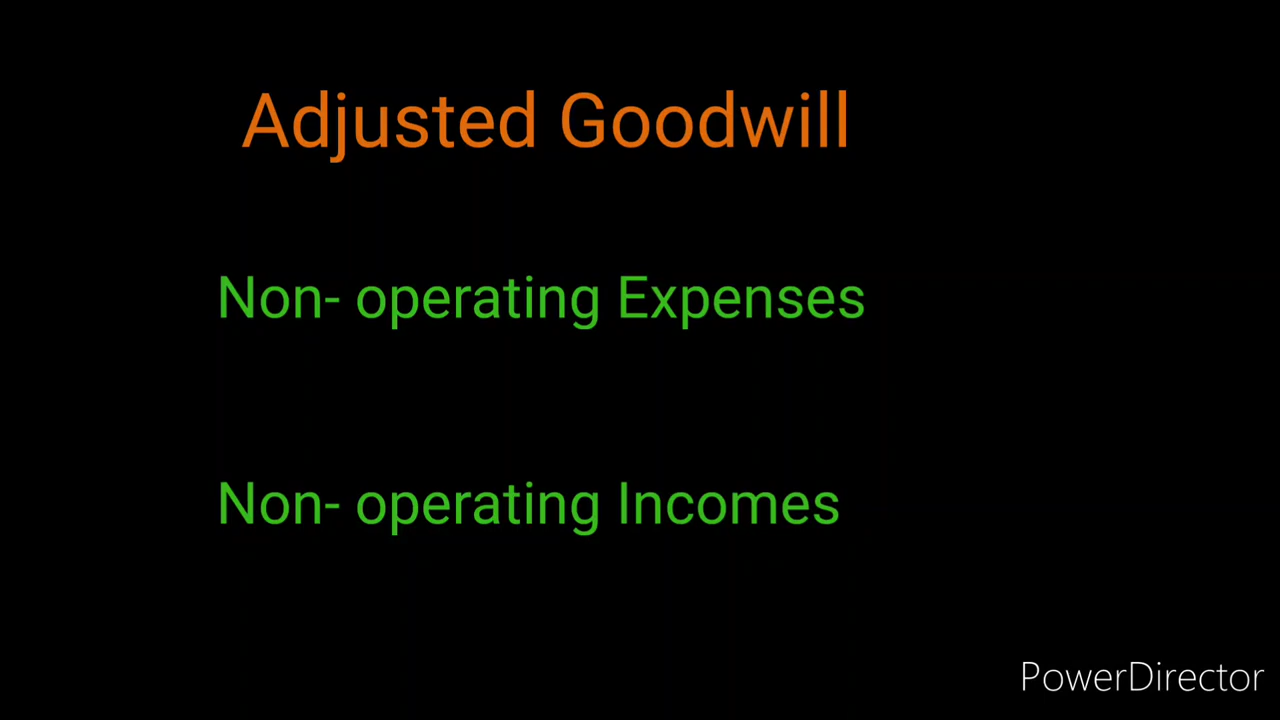 Adjusted Goodwill
Non- operating Expenses
Non- operating Incomes
PowerDirector